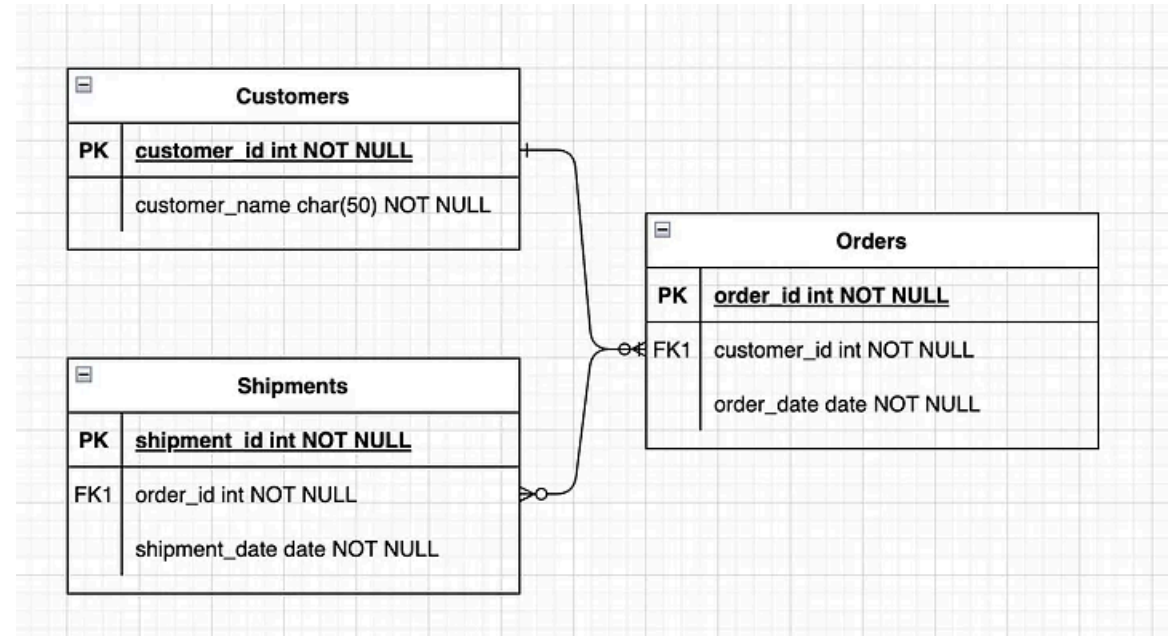 Customers
PK customer_id int NOT NULL
customer_name char(50) NOT NULL
Orders
PK order_id int NOT NULL
FK1 customer_id int NOT NULL
order_date date NOT NULL
Shipments
PK shipment_id int NOT NULL
FK1 order_id int NOT NULL
shipment_date date NOT NULL